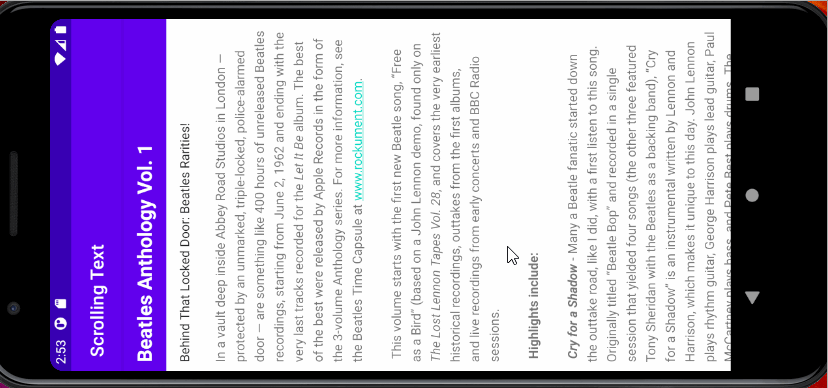 2:53
Scrolling Text
Beatles Anthology Vol. 1
Behind That Locked Door: Beatles Rarities!
In a vault deep inside Abbey Road Studios in London —
protected by an unmarked, triple-locked, police-alarmed
door — are something like 400 hours of unreleased Beatles
recordings, starting from June 2, 1962 and ending with the
very last tracks recorded for the Let It Be album. The best
of the best were released by Apple Records in the form of
the 3-volume Anthology series. For more information, see
the Beatles Time Capsule at www.rockument.com.
This volume starts with the first new Beatle song, “Free
as a Bird” (based on a John Lennon demo, found only on
The Lost Lennon Tapes Vol. 28, and covers the very earliest
historical recordings, outtakes from the first albums,
and live recordings from early concerts and BBC Radio
sessions.
Highlights include:
Cry for a Shadow - Many a Beatle fanatic starred down
the outtake road, like I did, with a first listen to this song.
Originally titled “Beatle Bop” and recorded in a single
session that yielded four songs (the other three featured
Tony Sheridan with the Beatles as a backing band), “Cry
for a Shadow” is an instrumental written by Lennon and
Harrison, which makes it unique to this day. John Lennon
plays rhythm guitar, George Harrison plays lead guitar, Paul
McCartney plays bass, and Pete Best plays drums. The